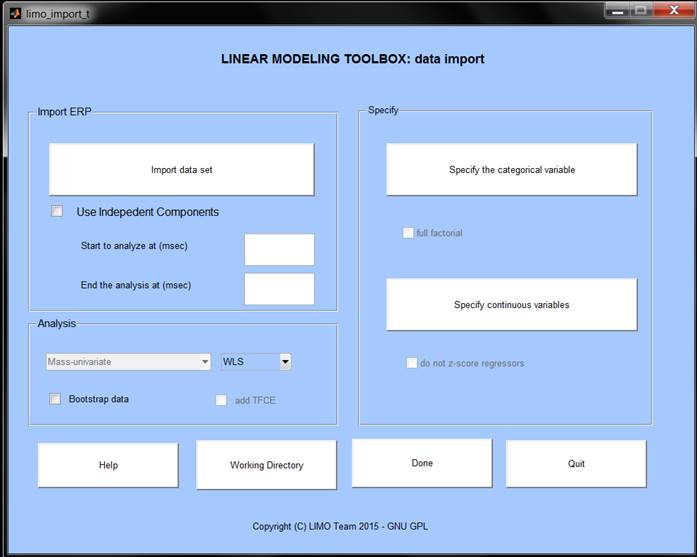 limo_import_t
LINEAR MODELING TOOLBOX: data import
Import ERP
Import data set
Use Indepedent Components
Start to analyze at (msec)
End the analysis at (msec)
Analysis
Mass-univariate
WLS
Bootstrap data
add TFCE
Specify
Specify the categorical variable
full factorial
Specify continuous variables
do not z-score regressors
Help
Working Directory
Done
Quit
Copyright (C) LIMO Team 2015 - GNU GPL